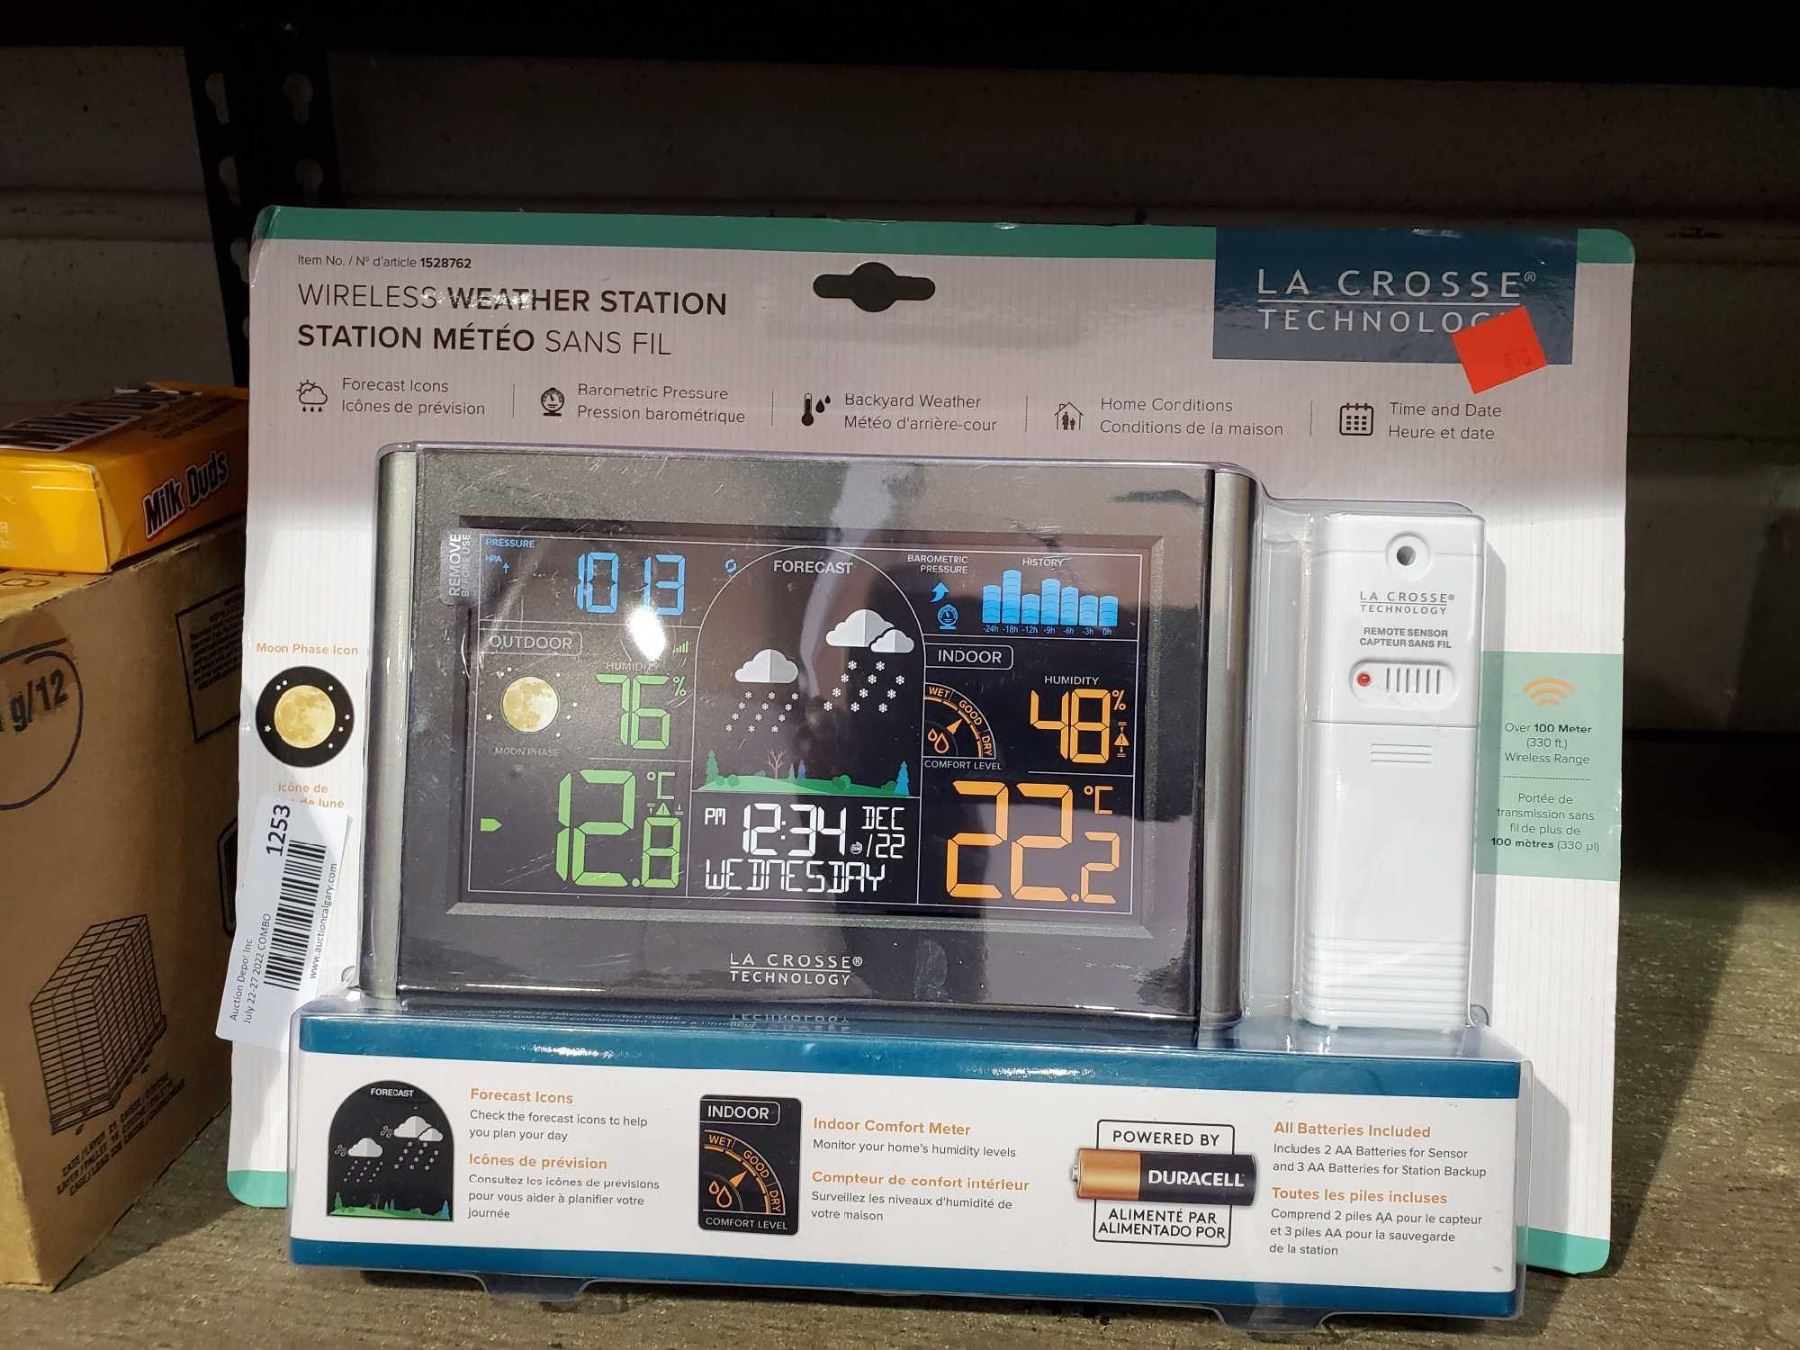 Item No. / Nº d'article 1528762
WIRELESS WEATHER STATION
STATION MÉTÉO SANS FIL
LA CROSSE®
TECHNOLOG
Forecast Icons
Icônes de prévision
Barometric Pressure
Pression barométrique
Backyard Weather
Météo d'arrière-cour
Home Conditions
Conditions de la maison
Time and Date
Heure et date
Milk Duds
g/12
REMOVE
BEFORE USE
PRESSURE
HPA
1013
FORECAST
BAROMETRIC
PRESSURE
HISTORY
-24h -18h -12h -9h -6h -3h 0h
OUTDOOR
HUMIDITY
76%
MOON PHASE
12.8 °C
PM 12:34 DEC
/22
WEDNESDAY
INDOOR
WET GOOD DRY
COMFORT LEVEL
HUMIDITY
48%
22.2 °C
LA CROSSE®
TECHNOLOGY
LA CROSSE®
TECHNOLOGY
REMOTE SENSOR
CAPTEUR SANS FIL
Moon Phase Icon
Icône de
de lune
1253
Auction Depot Inc
July 22-27 2022 COMBO
www.auctioncalgary.com
Over 100 Meter
(330 ft.)
Wireless Range
Portée de
transmission sans
fil de plus de
100 mètres (330 pi)
FORECAST
Forecast Icons
Check the forecast icons to help
you plan your day
Icônes de prévision
Consultez les icônes de prévisions
pour vous aider à planifier votre
journée
INDOOR
WET GOOD DRY
COMFORT LEVEL
Indoor Comfort Meter
Monitor your home's humidity levels
Compteur de confort intérieur
Surveillez les niveaux d'humidité de
votre maison
POWERED BY
DURACELL
ALIMENTÉ PAR
ALIMENTADO POR
All Batteries Included
Includes 2 AA Batteries for Sensor
and 3 AA Batteries for Station Backup
Toutes les piles incluses
Comprend 2 piles AA pour le capteur
et 3 piles AA pour la sauvegarde
de la station